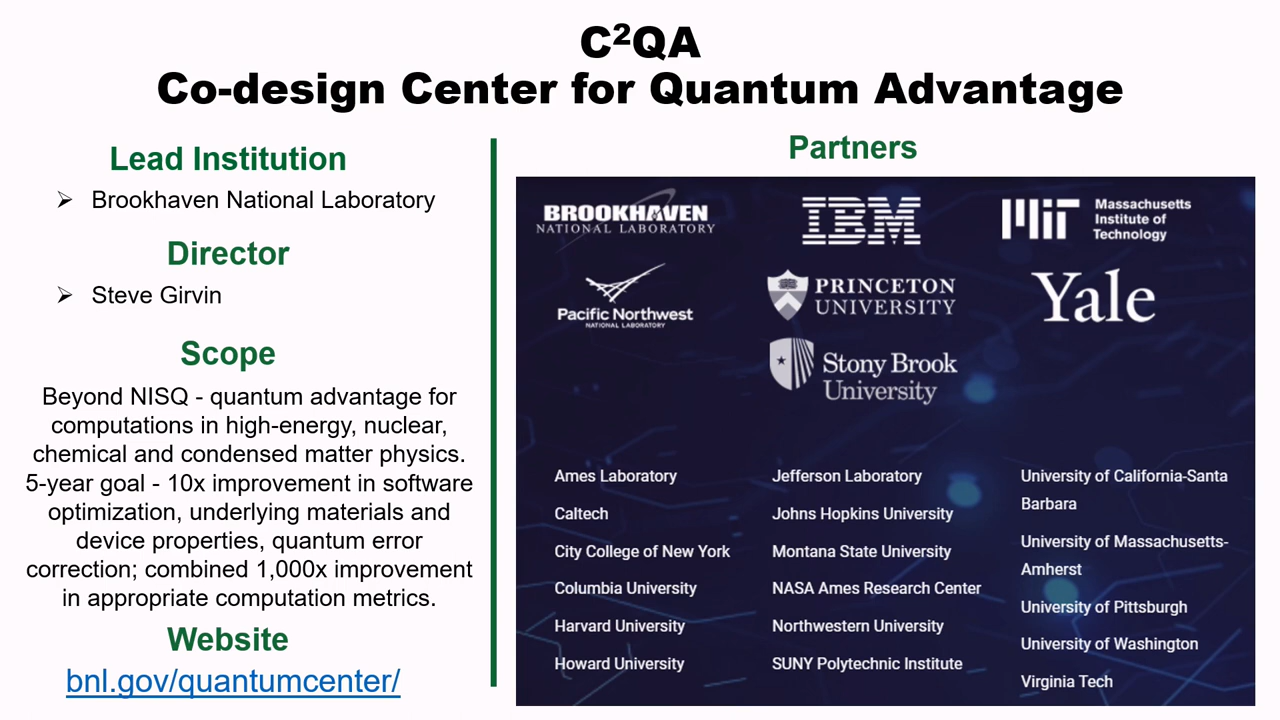 C²QA
Co-design Center for Quantum Advantage
Lead Institution
➢ Brookhaven National Laboratory
Director
➢ Steve Girvin
Scope
Beyond NISQ - quantum advantage for
computations in high-energy, nuclear,
chemical and condensed matter physics.
5-year goal - 10x improvement in software
optimization, underlying materials and
device properties, quantum error
correction; combined 1,000x improvement
in appropriate computation metrics.
Website
bnl.gov/quantumcenter/
Partners
BROOKHAVEN
NATIONAL LABORATORY
IBM
MIT
Massachusetts
Institute of
Technology
Pacific Northwest
NATIONAL LABORATORY
PRINCETON
UNIVERSITY
Yale
Stony Brook
University
Ames Laboratory
Caltech
City College of New York
Columbia University
Harvard University
Howard University
Jefferson Laboratory
Johns Hopkins University
Montana State University
NASA Ames Research Center
Northwestern University
SUNY Polytechnic Institute
University of California-Santa
Barbara
University of Massachusetts-
Amherst
University of Pittsburgh
University of Washington
Virginia Tech